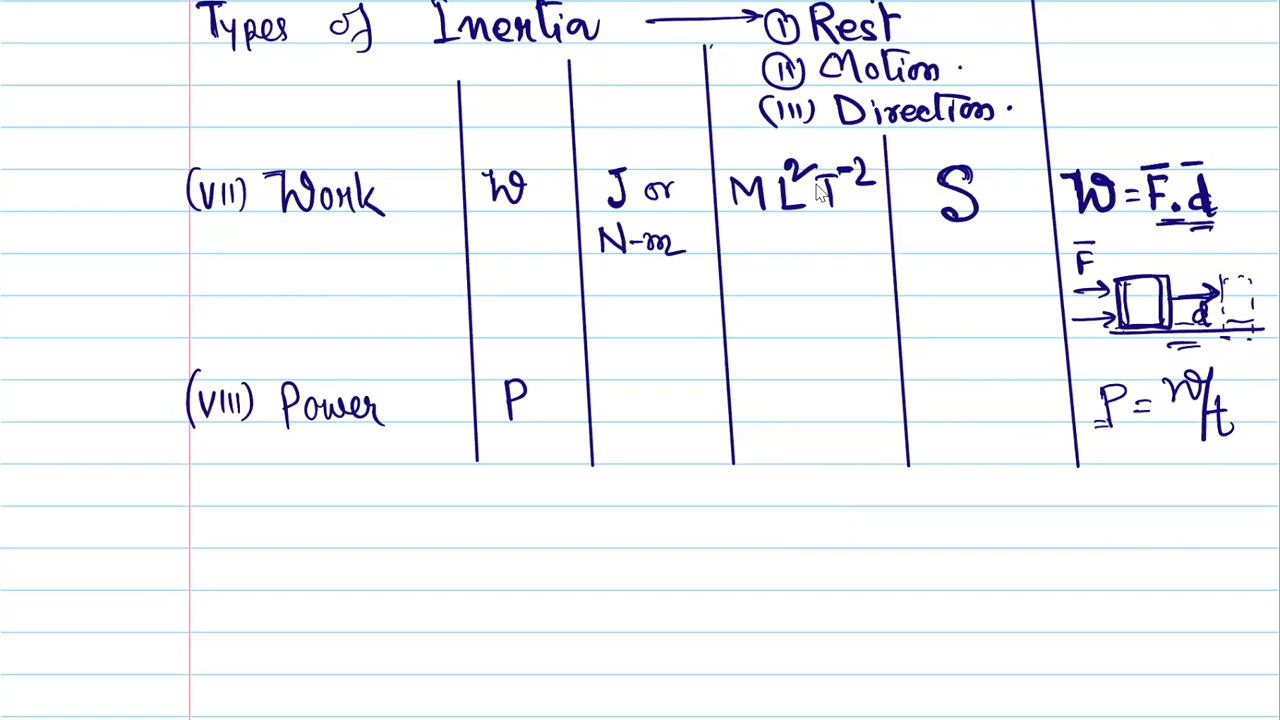 Types of Inertia → (i) Rest
(ii) Motion.
(iii) Direction.
(VII) Work W J or N-m ML²T⁻² S W = F̅.d̅
F̅
d
(VIII) Power P P = W/t